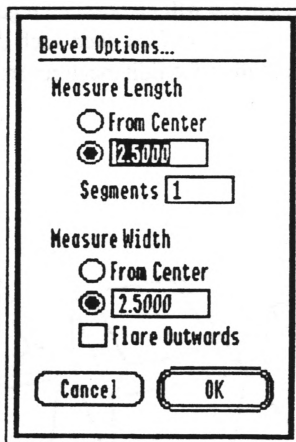 Bevel Options...
Measure Length
From Center
2.5000
Segments 1
Measure Width
From Center
2.5000
Flare Outwards
Cancel OK